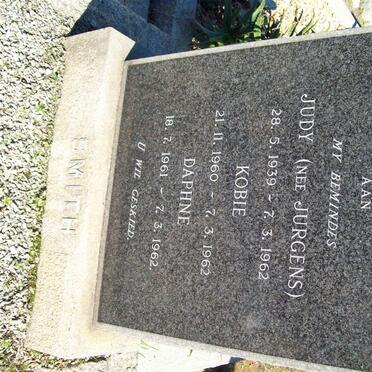 AAN
MY BEMINDES
JUDY (NEE JURGENS)
28. 5. 1939 – 7. 3. 1962
KOBIE
21. 11. 1960 – 7. 3. 1962
DAPHNE
18. 7. 1961 – 7. 3. 1962
U WIL GESKIED.
SMITH